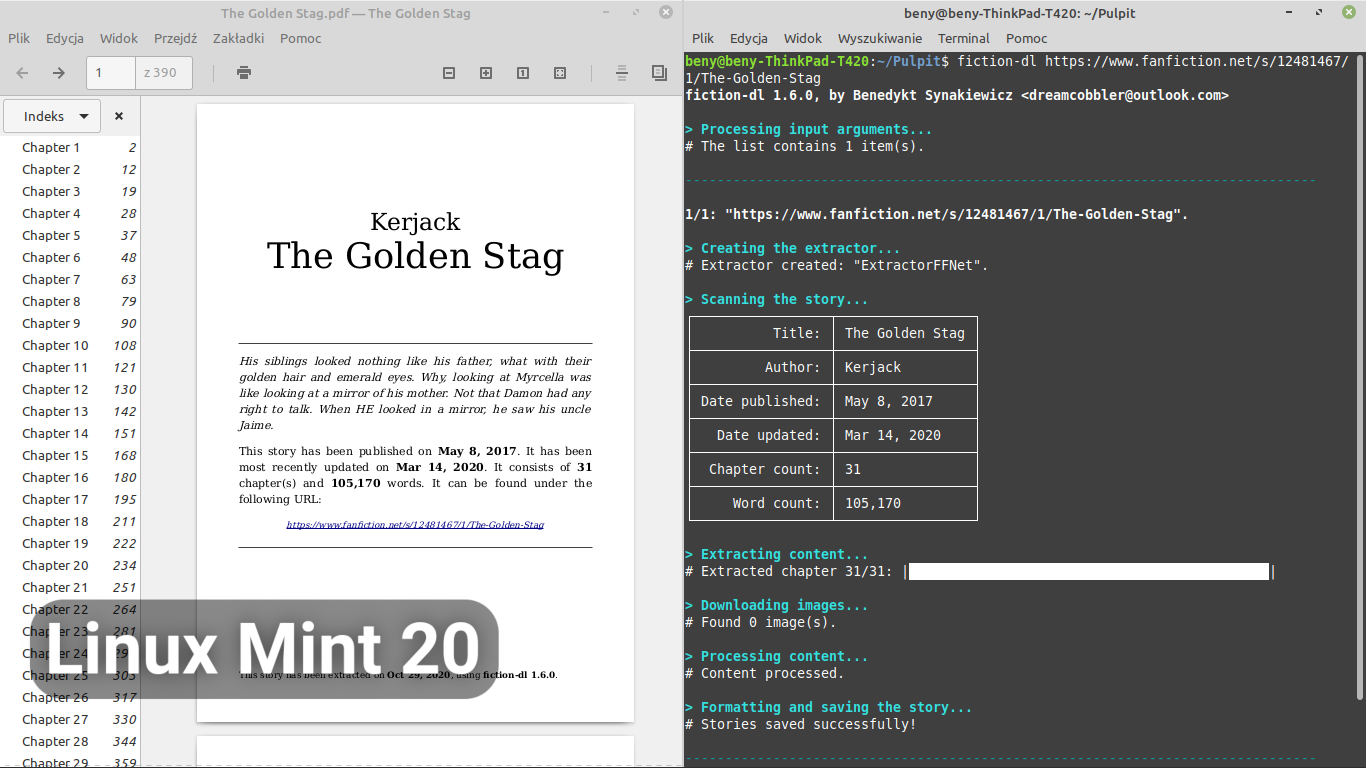 The Golden Stag.pdf — The Golden Stag
Plik Edycja Widok Przejdź Zakładki Pomoc
1 z 390
Indeks
Chapter 1 2
Chapter 2 12
Chapter 3 19
Chapter 4 28
Chapter 5 37
Chapter 6 48
Chapter 7 63
Chapter 8 79
Chapter 9 90
Chapter 10 108
Chapter 11 121
Chapter 12 130
Chapter 13 142
Chapter 14 151
Chapter 15 168
Chapter 16 180
Chapter 17 195
Chapter 18 211
Chapter 19 222
Chapter 20 234
Chapter 21 251
Chapter 22 264
Chapter 23 281
Chapter 24
Chapter 25 303
Chapter 26 317
Chapter 27 330
Chapter 28 344
Chapter 29 359
Kerjack
The Golden Stag
His siblings looked nothing like his father, what with their
golden hair and emerald eyes. Why, looking at Myrcella was
like looking at a mirror of his mother. Not that Damon had any
right to talk. When HE looked in a mirror, he saw his uncle
Jaime.
This story has been published on May 8, 2017. It has been
most recently updated on Mar 14, 2020. It consists of 31
chapter(s) and 105,170 words. It can be found under the
following URL:
https://www.fanfiction.net/s/12481467/1/The-Golden-Stag
This story has been extracted on Oct 29, 2020, using fiction-dl 1.6.0.
Linux Mint 20
beny@beny-ThinkPad-T420: ~/Pulpit
Plik Edycja Widok Wyszukiwanie Terminal Pomoc
beny@beny-ThinkPad-T420:~/Pulpit$ fiction-dl https://www.fanfiction.net/s/12481467/
1/The-Golden-Stag
fiction-dl 1.6.0, by Benedykt Synakiewicz <dreamcobbler@outlook.com>
> Processing input arguments...
# The list contains 1 item(s).
--------------------------------------------------------------------------------
1/1: "https://www.fanfiction.net/s/12481467/1/The-Golden-Stag".
> Creating the extractor...
# Extractor created: "ExtractorFFNet".
> Scanning the story...
Title: The Golden Stag
Author: Kerjack
Date published: May 8, 2017
Date updated: Mar 14, 2020
Chapter count: 31
Word count: 105,170
> Extracting content...
# Extracted chapter 31/31: | |
> Downloading images...
# Found 0 image(s).
> Processing content...
# Content processed.
> Formatting and saving the story...
# Stories saved successfully!
--------------------------------------------------------------------------------